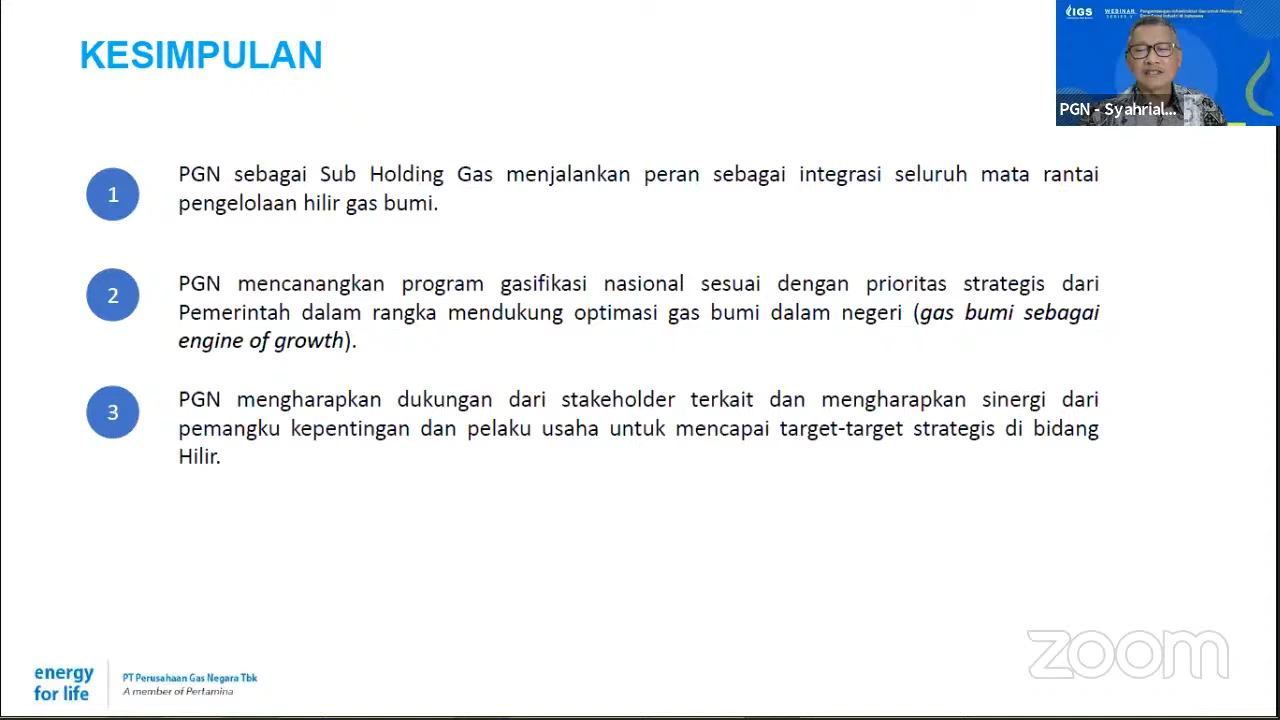 KESIMPULAN
IGS
WEBINAR
SERIES
PGN - Syahrial...
1
PGN sebagai Sub Holding Gas menjalankan peran sebagai integrasi seluruh mata rantai
pengelolaan hilir gas bumi.
2
PGN mencanangkan program gasifikasi nasional sesuai dengan prioritas strategis dari
Pemerintah dalam rangka mendukung optimasi gas bumi dalam negeri (gas bumi sebagai
engine of growth).
3
PGN mengharapkan dukungan dari stakeholder terkait dan mengharapkan sinergi dari
pemangku kepentingan dan pelaku usaha untuk mencapai target-target strategis di bidang
Hilir.
energy
for life
PT Perusahaan Gas Negara Tbk
A member of Pertamina
zoom